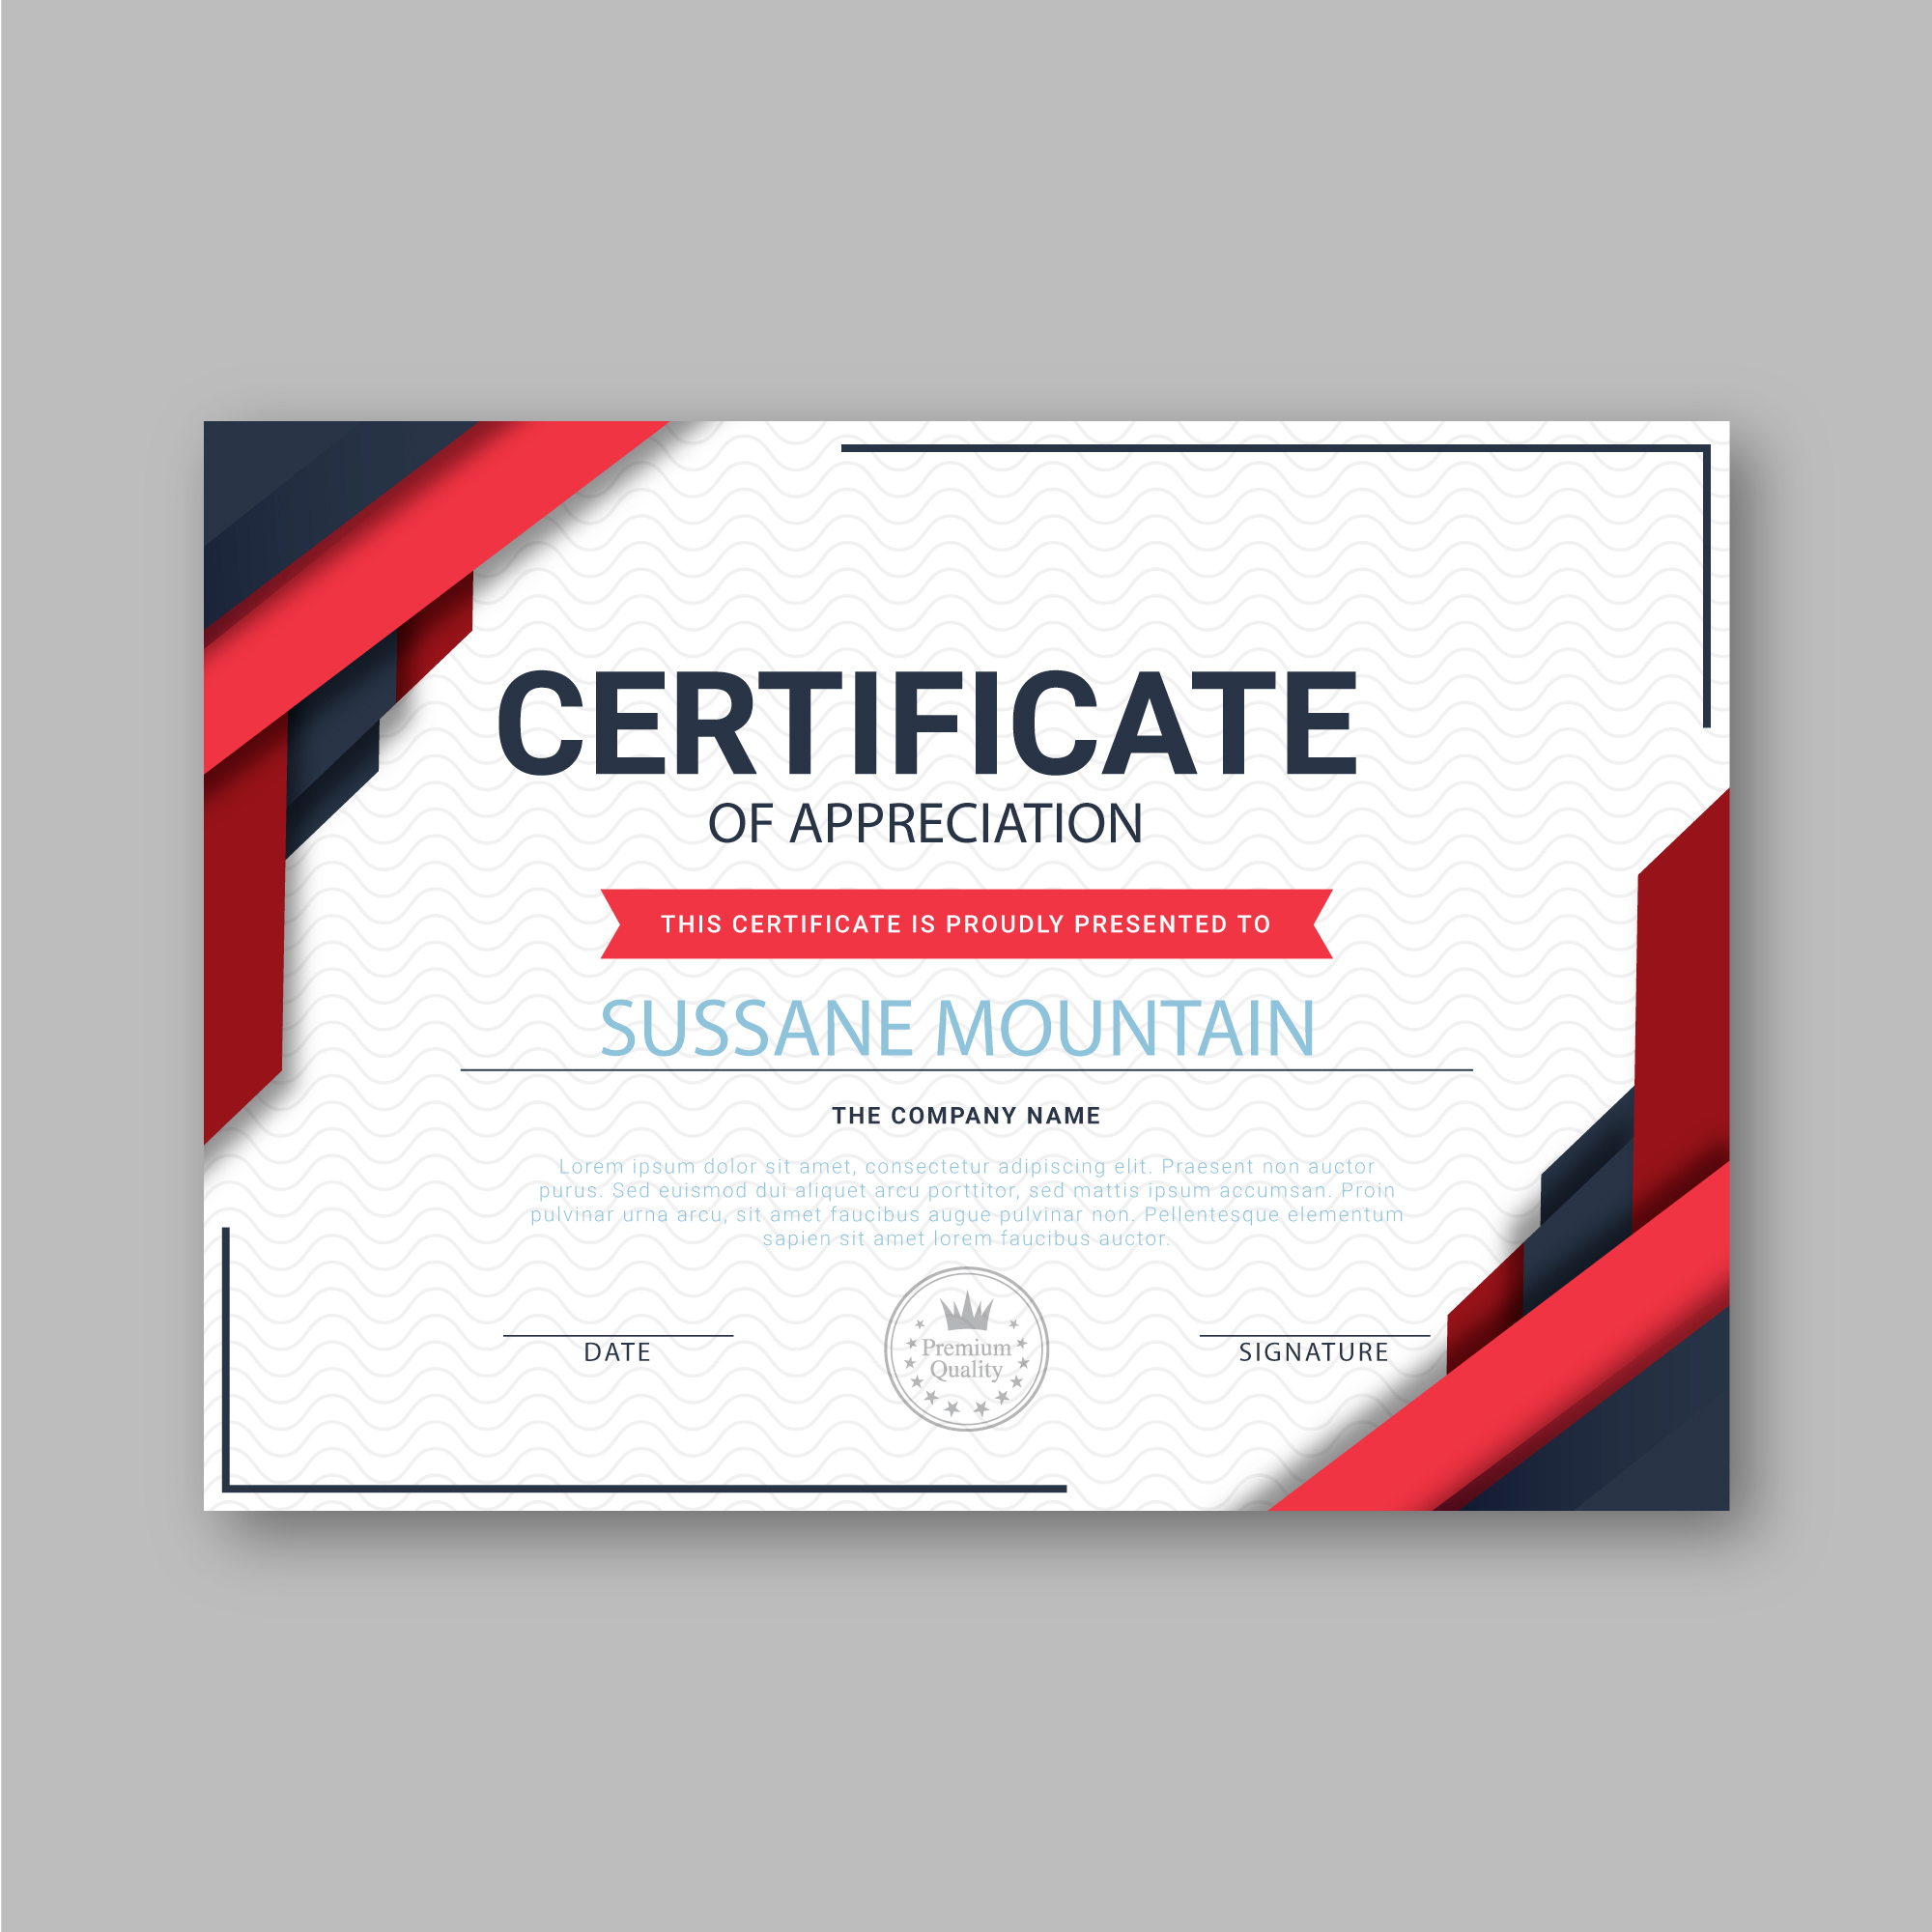 CERTIFICATE
OF APPRECIATION
THIS CERTIFICATE IS PROUDLY PRESENTED TO
SUSSANE MOUNTAIN
THE COMPANY NAME
Lorem ipsum dolor sit amet, consectetur adipiscing elit. Praesent non auctor
purus. Sed euismod dui aliquet arcu porttitor, sed mattis ipsum accumsan. Proin
pulvinar urna arcu, sit amet faucibus augue pulvinar non. Pellentesque elementum
sapien sit amet lorem faucibus auctor.
DATE
Premium
Quality
SIGNATURE